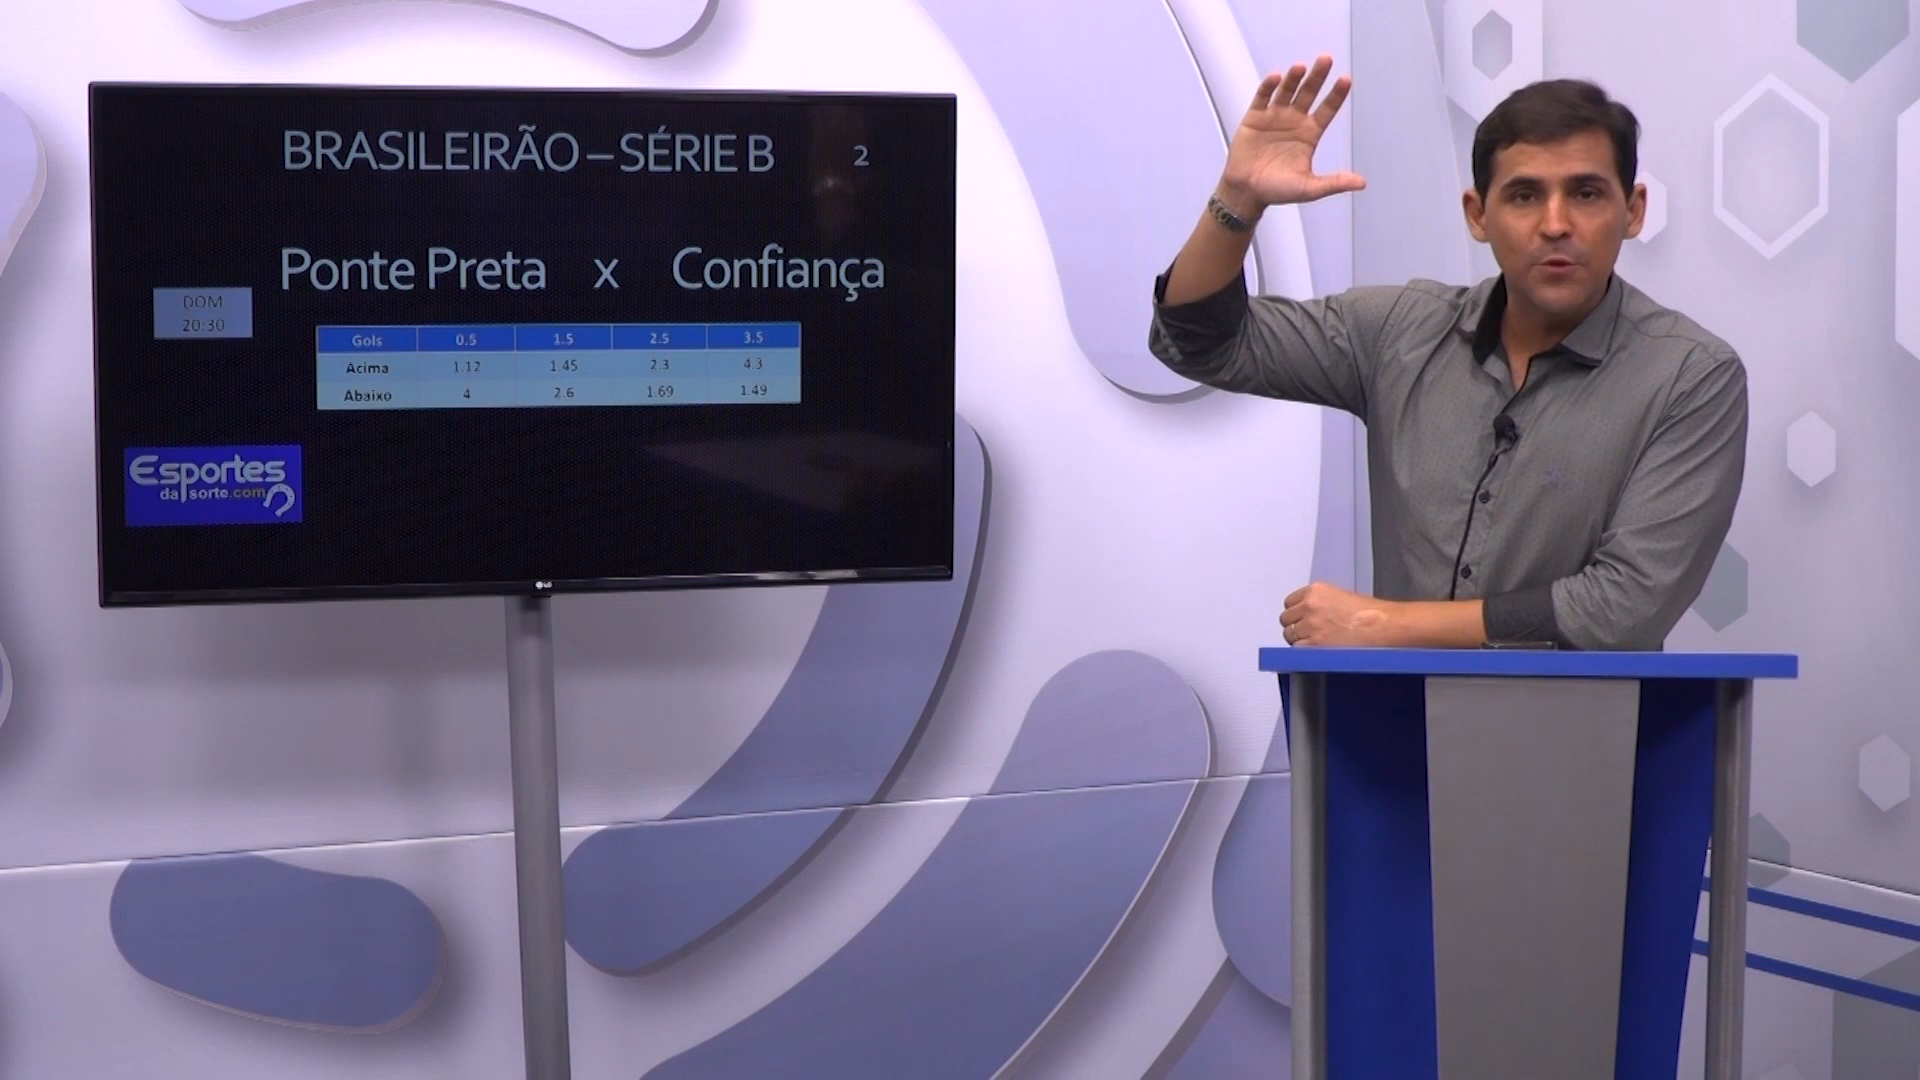 BRASILEIRÃO – SÉRIE B 2
Ponte Preta x Confiança
DOM
20:30
Gols 0.5 1.5 2.5 3.5
Acima 1.12 1.45 2.3 4.3
Abaixo 4 2.6 1.69 1.49
Esportes
da sorte.com
LG